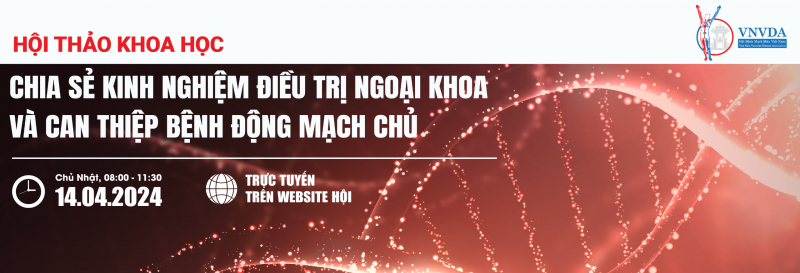 HỘI THẢO KHOA HỌC
VNVDA
CHIA SẺ KINH NGHIỆM ĐIỀU TRỊ NGOẠI KHOA
VÀ CAN THIỆP BỆNH ĐỘNG MẠCH CHỦ
Chủ Nhật, 08:00 - 11:30
14.04.2024
TRỰC TUYẾN
TRÊN WEBSITE HỘI